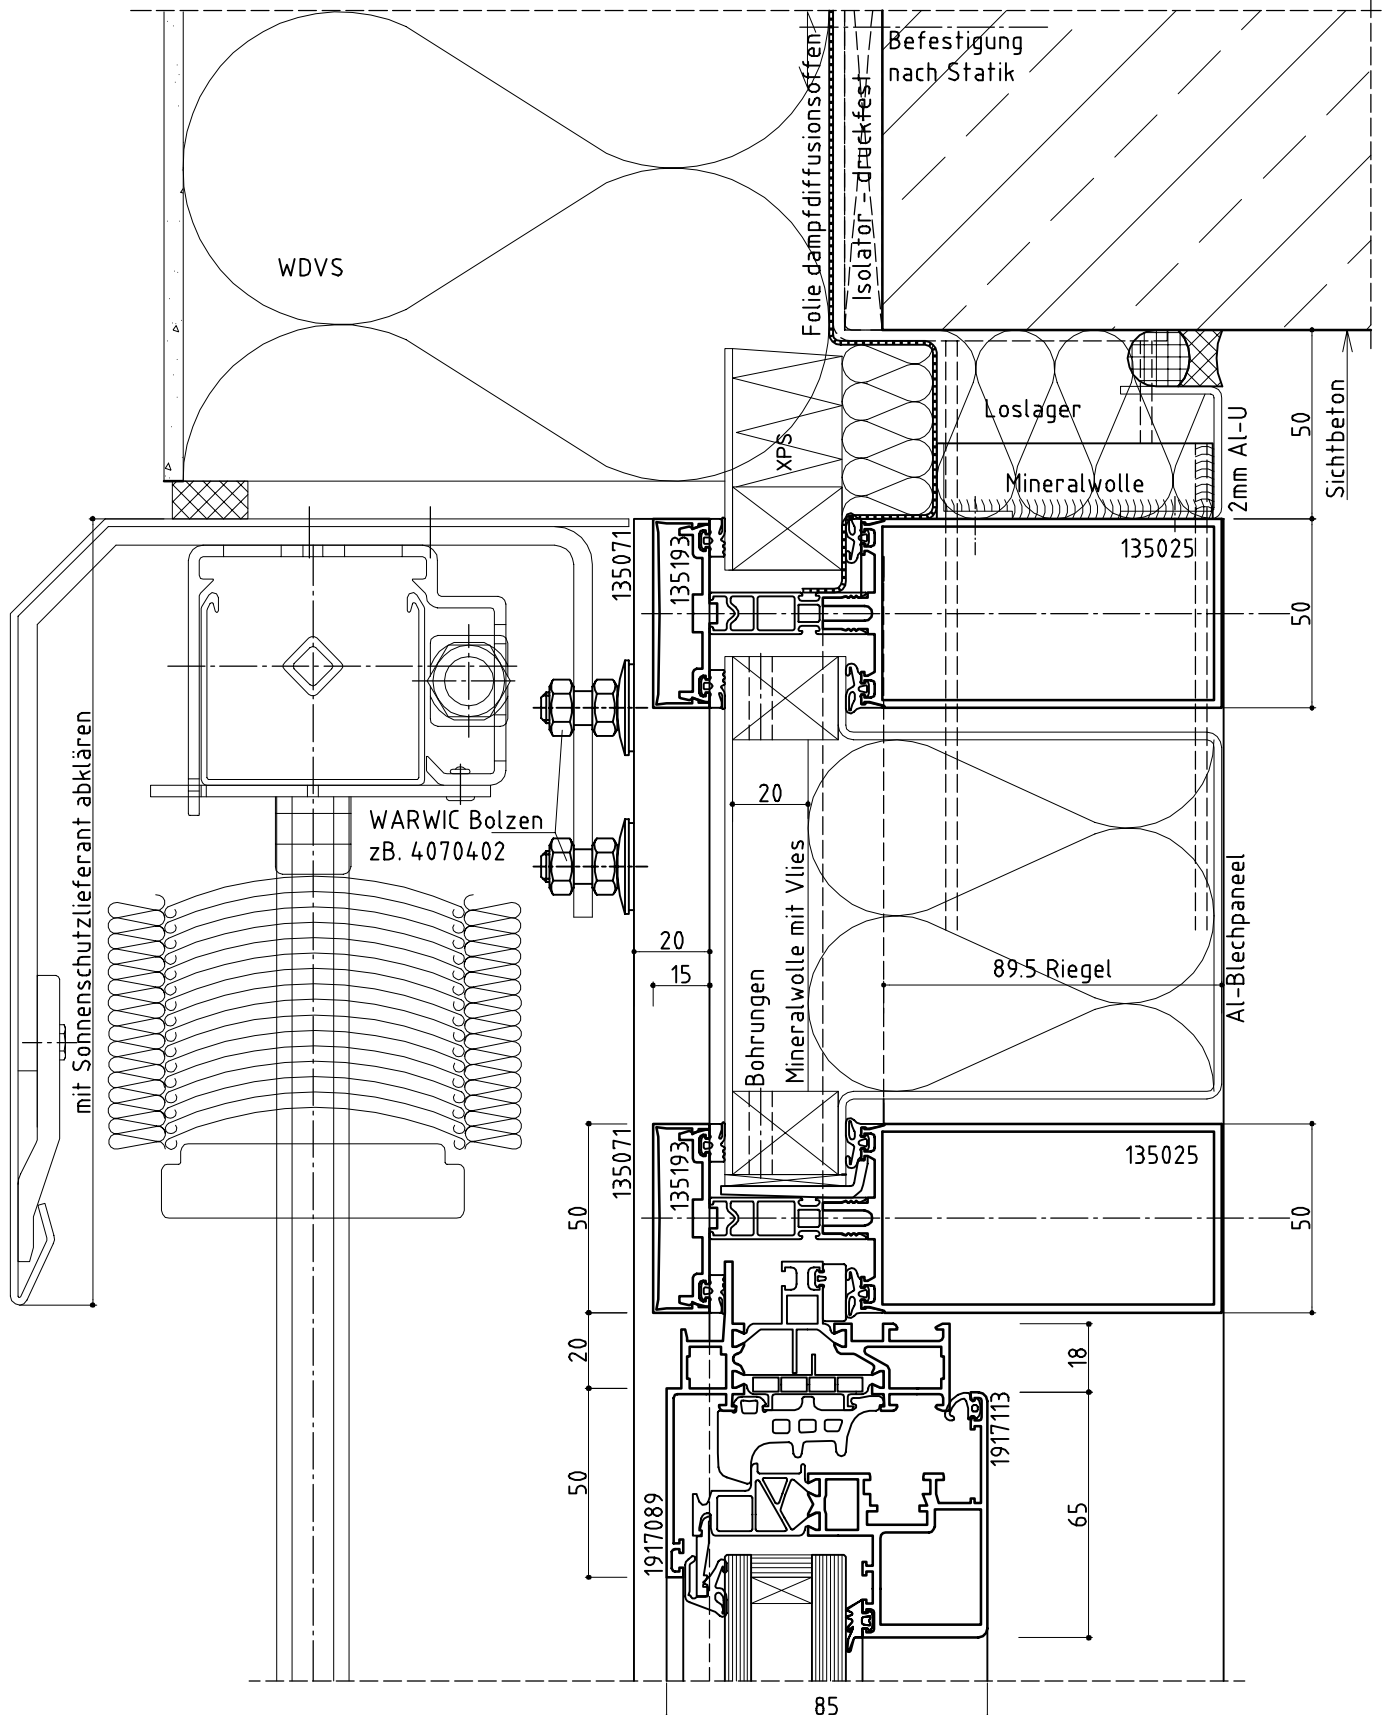 Befestigung
nach Statik
Folie dampfdiffusionsoffen
Isolator - druckfest
WDVS
XPS
Loslager
Mineralwolle
2mm Al-U
50
Sichtbeton
135071
135193
135025
50
mit Sonnenschutzlieferant abklären
WARWIC Bolzen
zB. 4070402
20
20
15
Bohrungen
Mineralwolle mit Vlies
89.5 Riegel
Al-Blechpaneel
135071
135193
135025
50
50
20
18
50
1917089
1917113
65
85